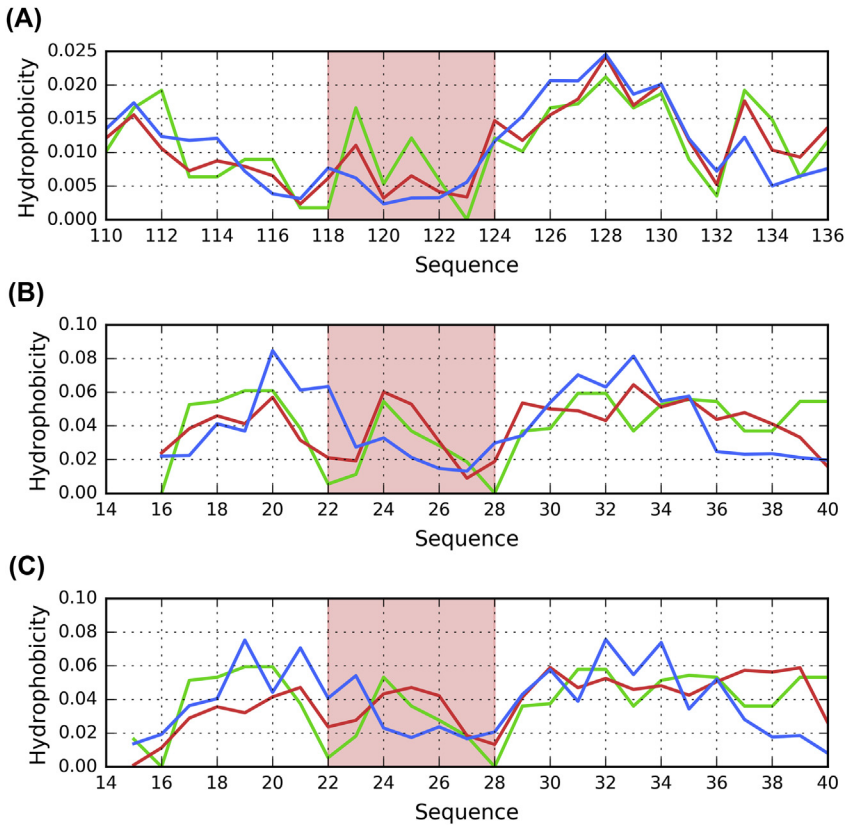 (A)
0.025
0.020
0.015
0.010
0.005
0.000
Hydrophobicity
110 112 114 116 118 120 122 124 126 128 130 132 134 136
Sequence
(B)
0.10
0.08
0.06
0.04
0.02
0.00
Hydrophobicity
14 16 18 20 22 24 26 28 30 32 34 36 38 40
Sequence
(C)
0.10
0.08
0.06
0.04
0.02
0.00
Hydrophobicity
14 16 18 20 22 24 26 28 30 32 34 36 38 40
Sequence